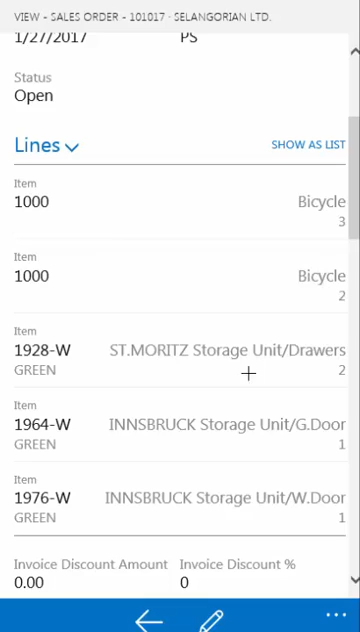 VIEW - SALES ORDER - 101017 · SELANGORIAN LTD.
1/27/2017 PS
Status
Open
Lines SHOW AS LIST
Item
1000 Bicycle
3
Item
1000 Bicycle
2
Item
1928-W ST.MORITZ Storage Unit/Drawers
GREEN 2
Item
1964-W INNSBRUCK Storage Unit/G.Door
GREEN 1
Item
1976-W INNSBRUCK Storage Unit/W.Door
GREEN 1
Invoice Discount Amount Invoice Discount %
0.00 0